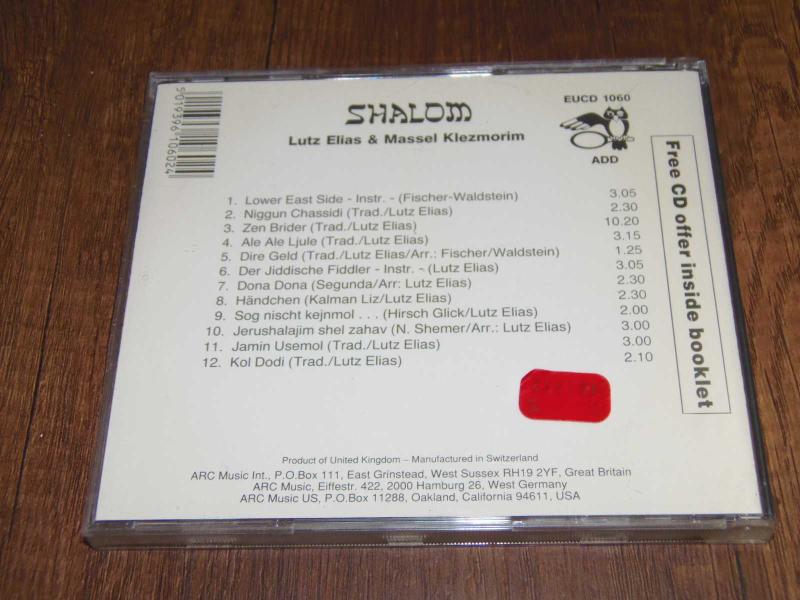 SHALOM
Lutz Elias & Massel Klezmorim
EUCD 1060
ADD
9019396106024
1. Lower East Side - Instr. - (Fischer-Waldstein) 3.05
2. Niggun Chassidi (Trad./Lutz Elias) 2.30
3. Zen Brider (Trad./Lutz Elias) 10.20
4. Ale Ale Ljule (Trad./Lutz Elias) 3.15
5. Dire Geld (Trad./Lutz Elias/Arr.: Fischer/Waldstein) 1.25
6. Der Jiddische Fiddler - Instr. - (Lutz Elias) 3.05
7. Dona Dona (Segunda/Arr: Lutz Elias) 2.30
8. Händchen (Kalman Liz/Lutz Elias) 2.30
9. Sog nischt kejnmol . . . (Hirsch Glick/Lutz Elias) 2.00
10. Jerushalajim shel zahav (N. Shemer/Arr.: Lutz Elias) 3.00
11. Jamin Usemol (Trad./Lutz Elias) 3.00
12. Kol Dodi (Trad./Lutz Elias) 2.10
Free CD offer inside booklet
Product of United Kingdom – Manufactured in Switzerland
ARC Music Int., P.O.Box 111, East Grinstead, West Sussex RH19 2YF, Great Britain
ARC Music, Eiffestr. 422, 2000 Hamburg 26, West Germany
ARC Music US, P.O.Box 11288, Oakland, California 94611, USA